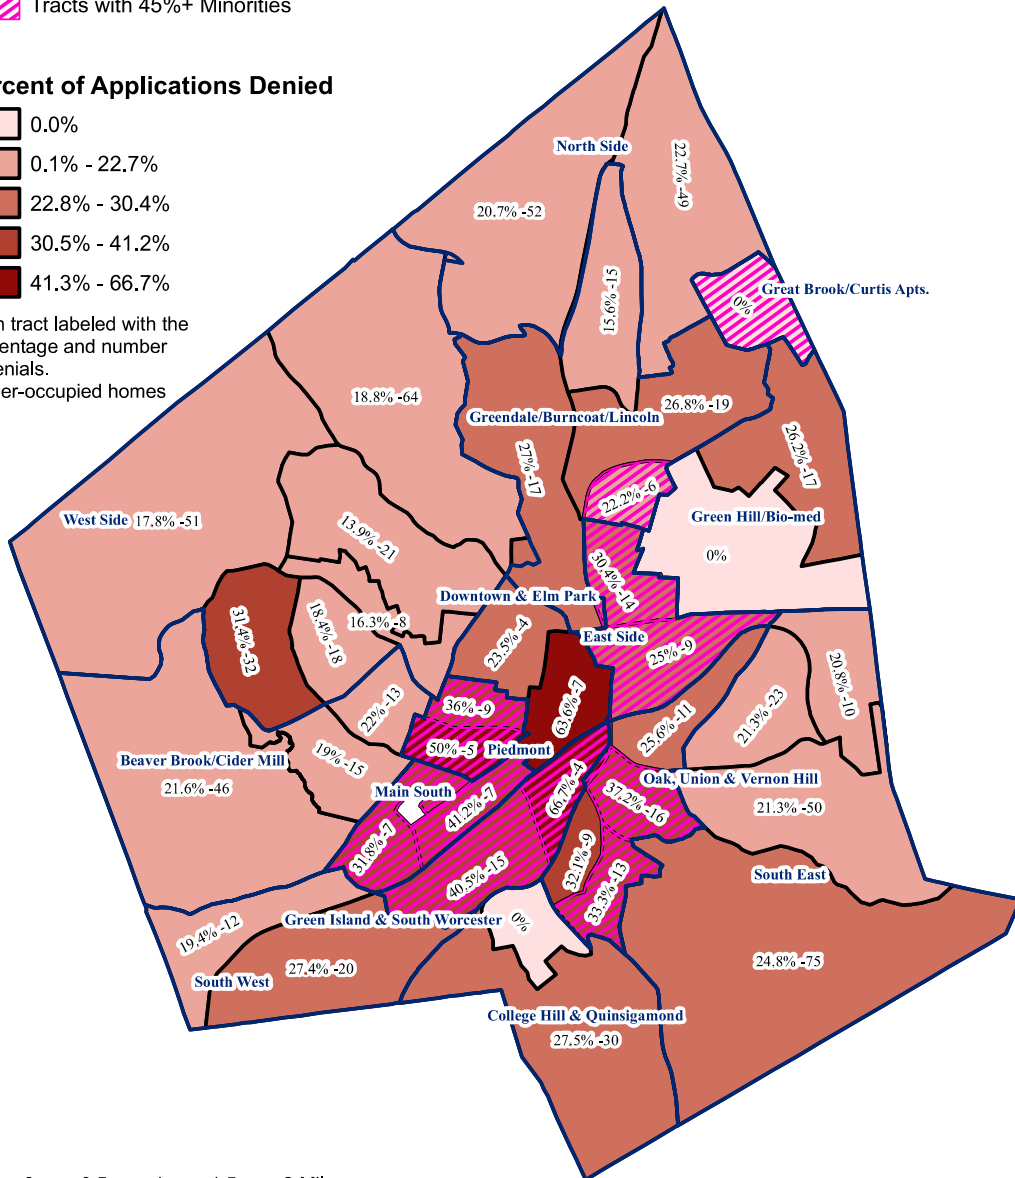 Tracts with 45%+ Minorities
rcent of Applications Denied
0.0%
0.1% - 22.7%
22.8% - 30.4%
30.5% - 41.2%
41.3% - 66.7%
tract labeled with the
entage and number
enials.
er-occupied homes
North Side
22.7% -49
20.7% -52
15.6% -15
Great Brook/Curtis Apts.
0%
18.8% -64
26.8% -19
Greendale/Burncoat/Lincoln
27% -17
26.2% -17
22.2% -6
West Side 17.8% -51
13.9% -21
Green Hill/Bio-med
0%
30.4% -14
Downtown & Elm Park
18.4% -18
16.3% -8
31.4% -32
23.5% -4
East Side
25% -9
20.8% -10
36% -9
22% -13
63.6% -7
25.6% -11
21.3% -23
50% -5
Piedmont
Beaver Brook/Cider Mill
19% -15
21.6% -46
Main South
66.7% -4
Oak, Union & Vernon Hill
41.2% -7
37.2% -16
21.3% -50
31.8% -7
40.5% -15
32.1% -9
33.3% -13
South East
Green Island & South Worcester
0%
19.4% -12
27.4% -20
South West
24.8% -75
College Hill & Quinsigamond
27.5% -30